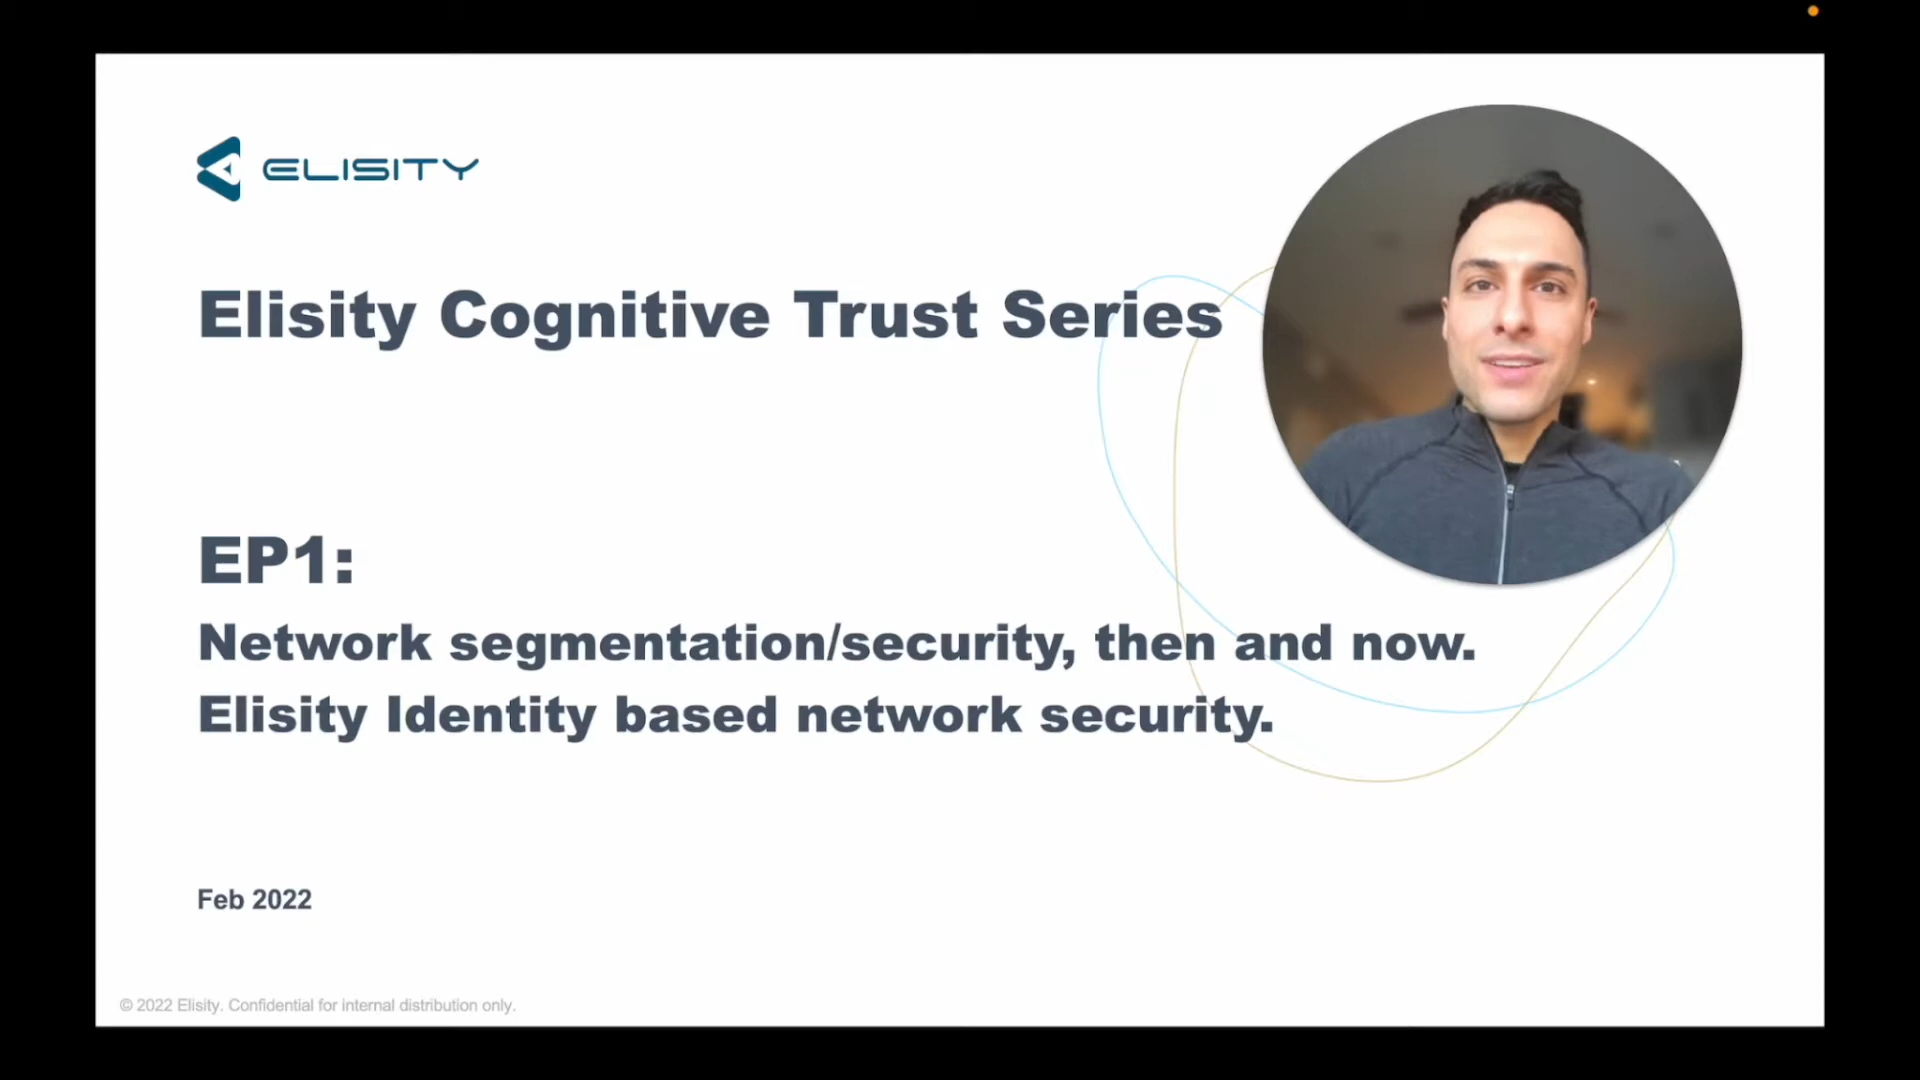 ELISITY
Elisity Cognitive Trust Series
EP1:
Network segmentation/security, then and now.
Elisity Identity based network security.
Feb 2022
© 2022 Elisity. Confidential for internal distribution only.